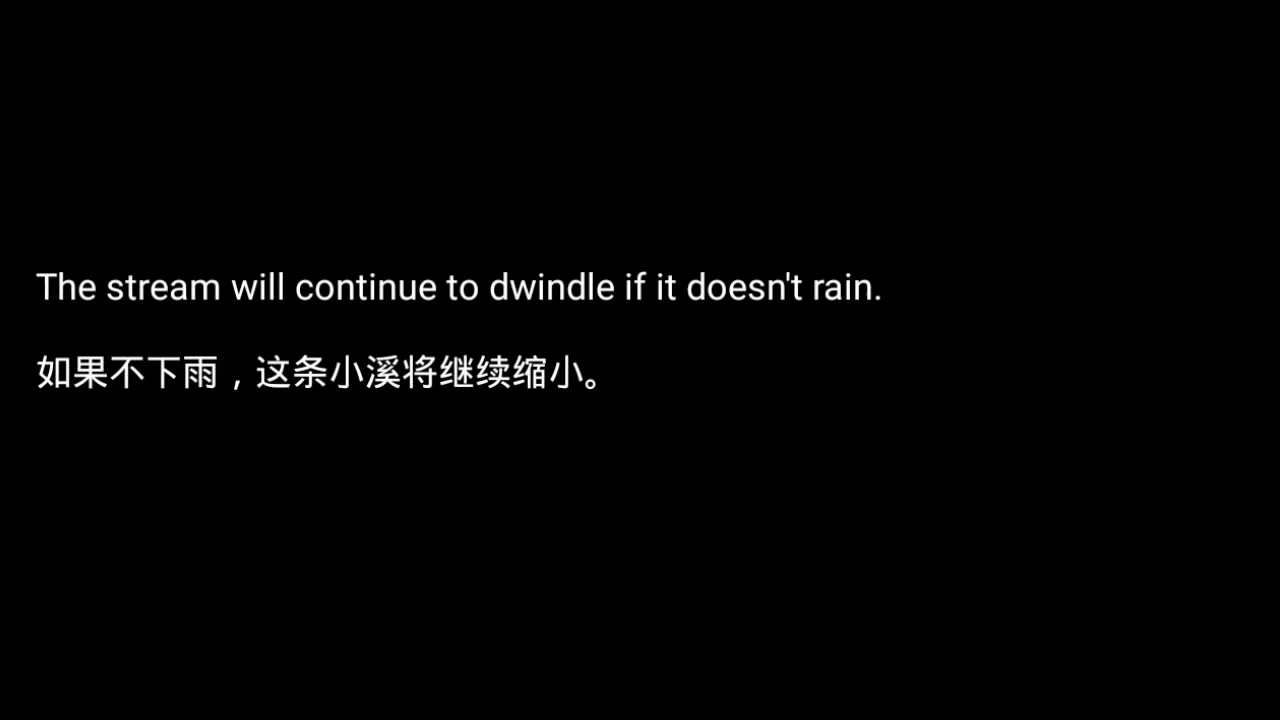 The stream will continue to dwindle if it doesn't rain.
如果不下雨，这条小溪将继续缩小。